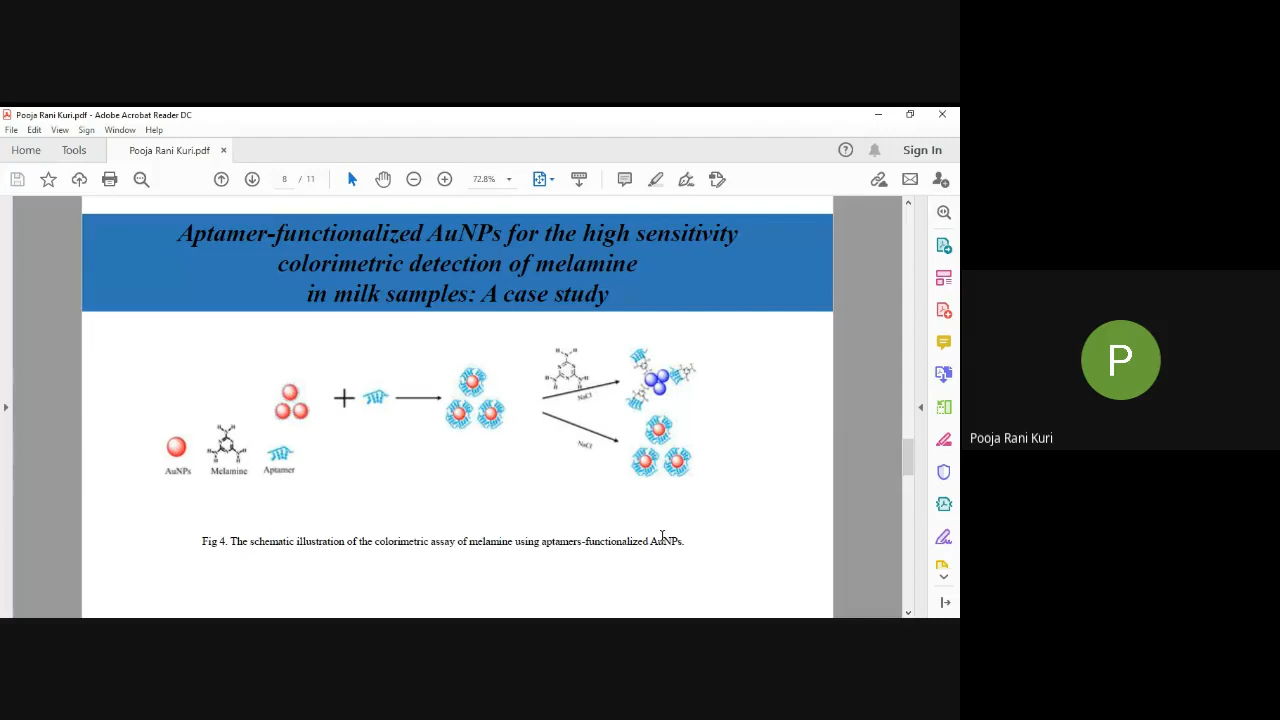 Pooja Rani Kuri.pdf - Adobe Acrobat Reader DC
File Edit View Sign Window Help
Home Tools Pooja Rani Kuri.pdf × Sign In
8 / 11 72.8%
Aptamer-functionalized AuNPs for the high sensitivity
colorimetric detection of melamine
in milk samples: A case study
NaCl
NaCl
AuNPs Melamine Aptamer
Fig 4. The schematic illustration of the colorimetric assay of melamine using aptamers-functionalized AuNPs.
P
Pooja Rani Kuri